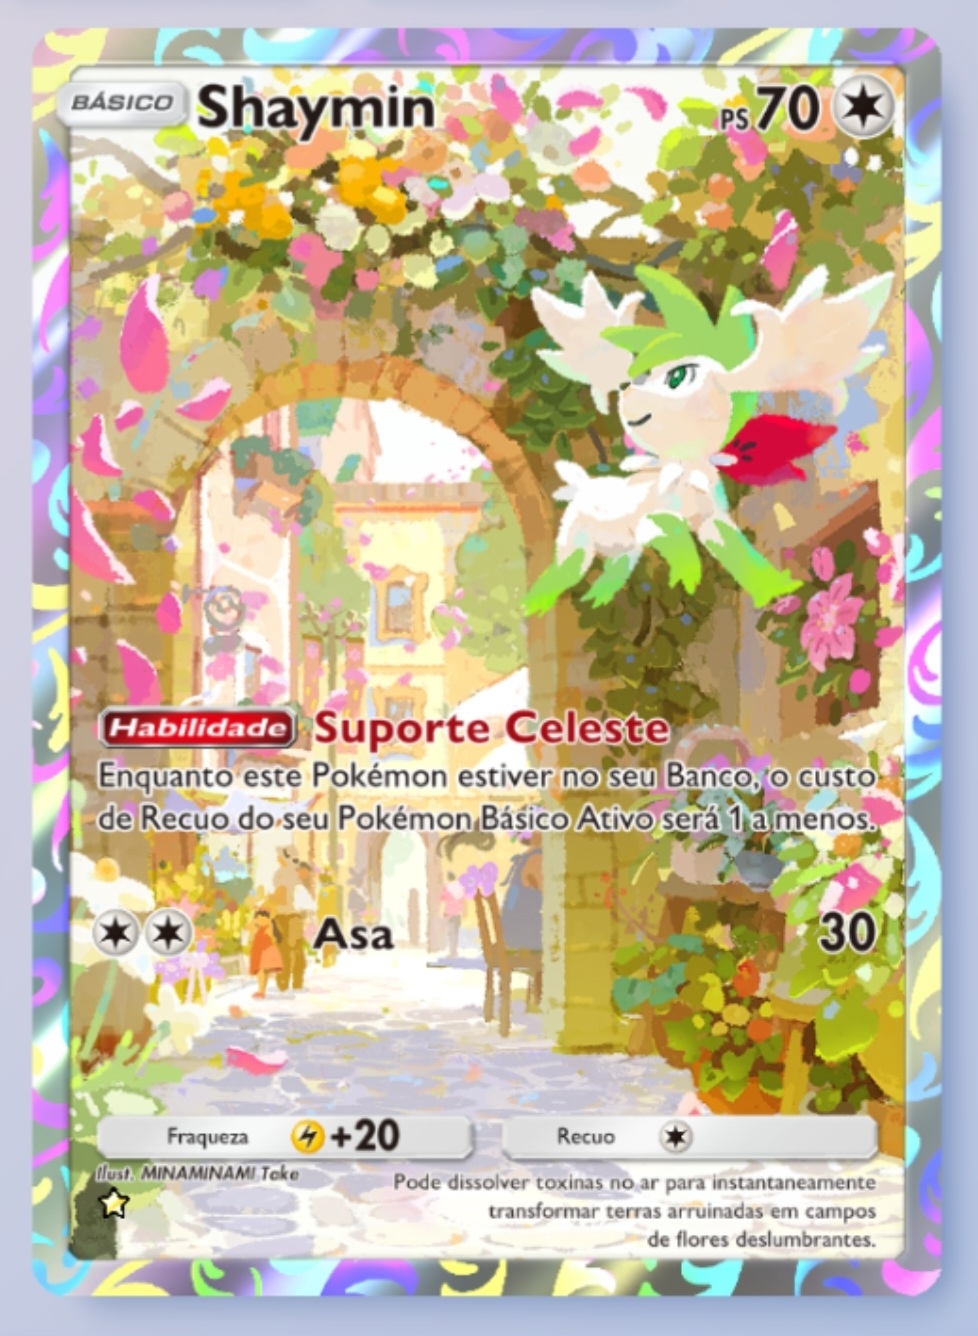 BÁSICO Shaymin PS 70
Habilidade Suporte Celeste
Enquanto este Pokémon estiver no seu Banco, o custo
de Recuo do seu Pokémon Básico Ativo será 1 a menos.
Asa 30
Fraqueza +20 Recuo
Ilust. MINAMINAMI Take
Pode dissolver toxinas no ar para instantaneamente
transformar terras arruinadas em campos
de flores deslumbrantes.